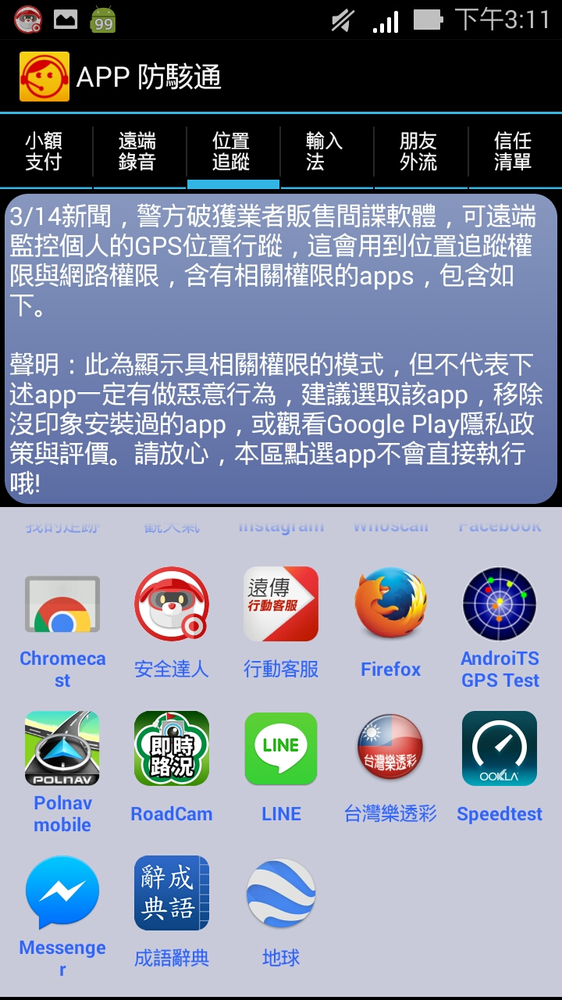 99
下午3:11
APP 防駭通
小額
支付
遠端
錄音
位置
追蹤
輸入
法
朋友
外流
信任
清單
3/14新聞，警方破獲業者販售間諜軟體，可遠端
監控個人的GPS位置行蹤，這會用到位置追蹤權
限與網路權限，含有相關權限的apps，包含如
下。
聲明：此為顯示具相關權限的模式，但不代表下
述app一定有做惡意行為，建議選取該app，移除
沒印象安裝過的app，或觀看Google Play隱私政
策與評價。請放心，本區點選app不會直接執行
哦!
我的足跡
觀天氣
Instagram
Whoscall
Facebook
遠傳
行動客服
Chromeca
st
安全達人
行動客服
Firefox
AndroiTS
GPS Test
POLNAV
即時
路況
LINE
台灣樂透彩
OOKLA
Polnav
mobile
RoadCam
LINE
台灣樂透彩
Speedtest
辭成
典語
Messenge
r
成語辭典
地球